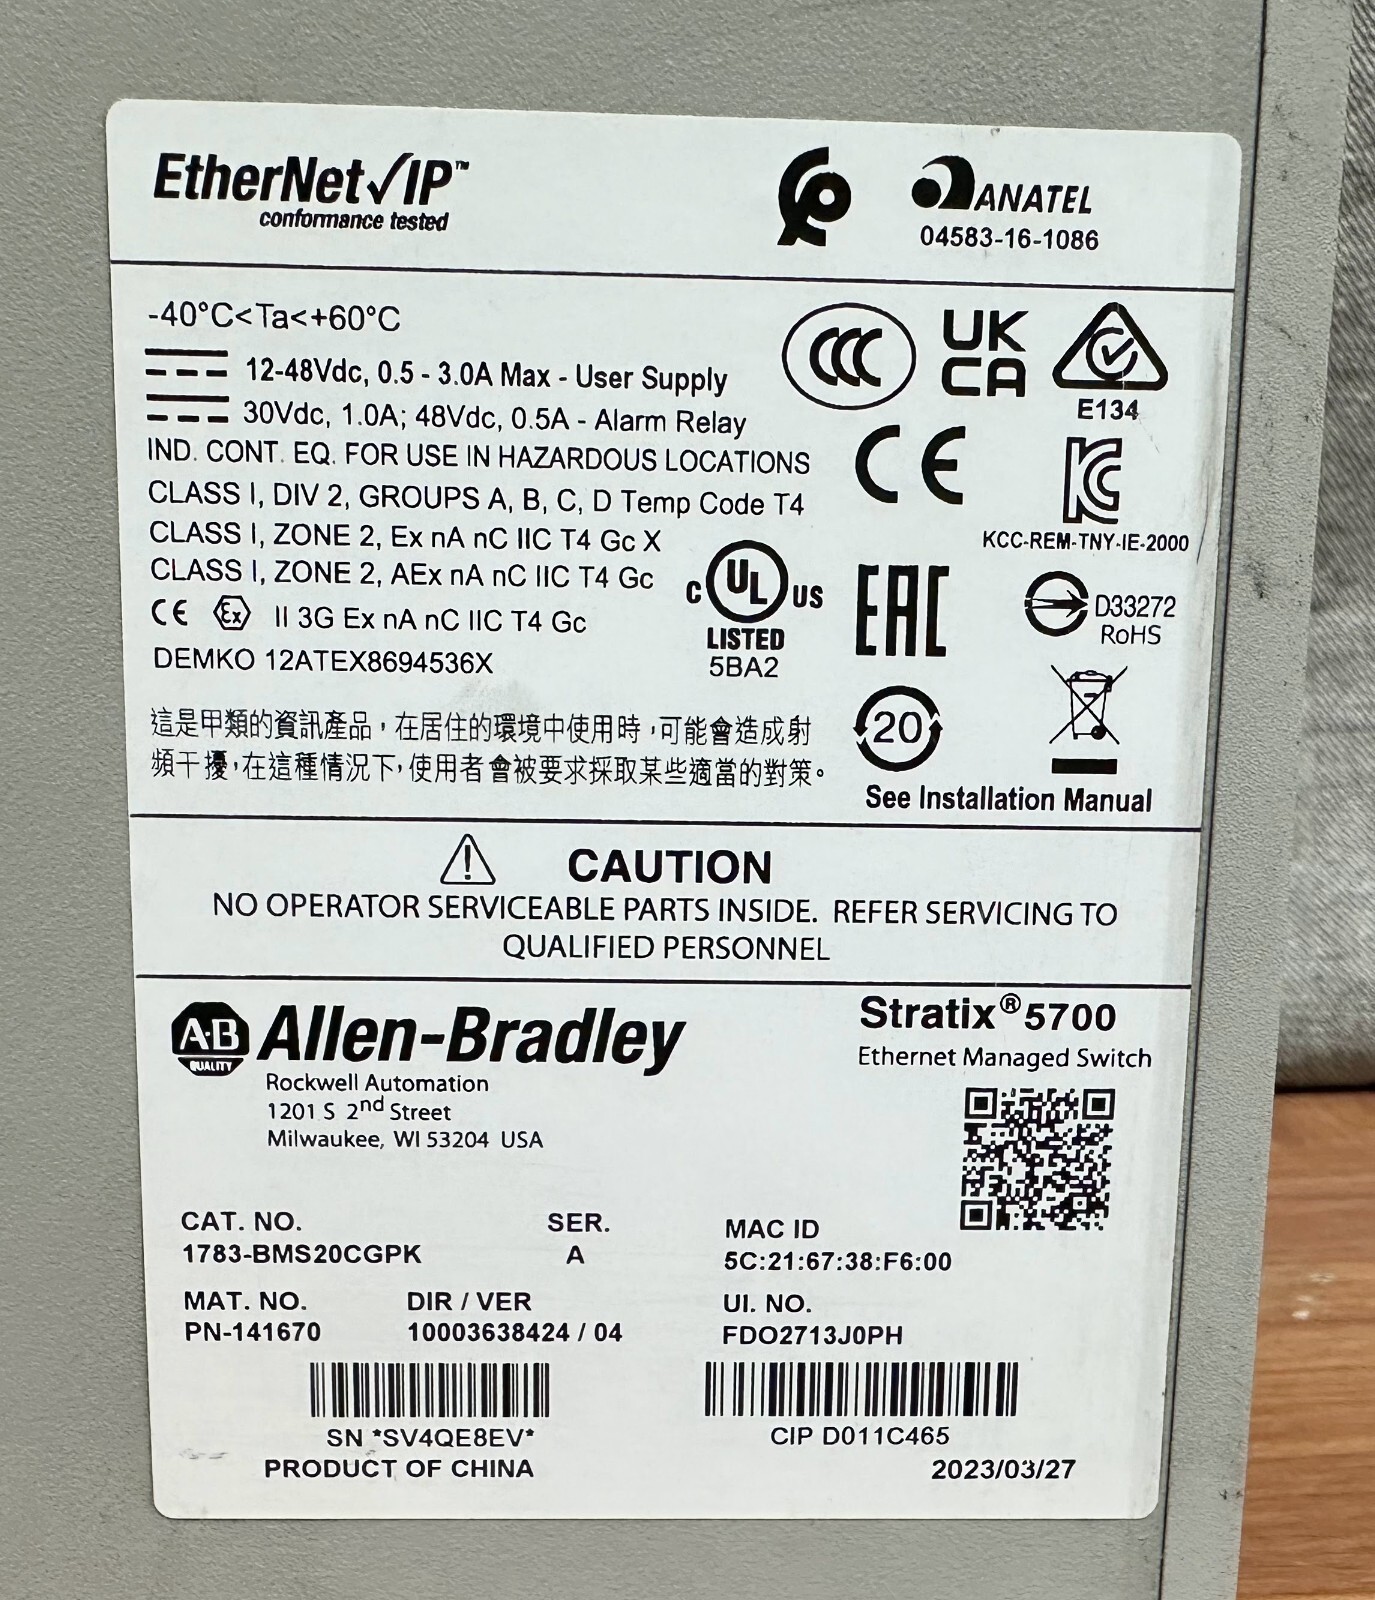 EtherNet/IP™
conformance tested
ANATEL
04583-16-1086
-40°C<Ta<+60°C
12-48Vdc, 0.5 - 3.0A Max - User Supply
30Vdc, 1.0A; 48Vdc, 0.5A - Alarm Relay
IND. CONT. EQ. FOR USE IN HAZARDOUS LOCATIONS
CLASS I, DIV 2, GROUPS A, B, C, D Temp Code T4
CLASS I, ZONE 2, Ex nA nC IIC T4 Gc X
CLASS I, ZONE 2, AEx nA nC IIC T4 Gc
CE Ex II 3G Ex nA nC IIC T4 Gc
DEMKO 12ATEX8694536X
CCC
UK
CA
E134
CE
KC
KCC-REM-TNY-IE-2000
C UL US
LISTED
5BA2
EAC
D33272
RoHS
20
See Installation Manual
這是甲類的資訊產品，在居住的環境中使用時，可能會造成射
頻干擾，在這種情況下，使用者會被要求採取某些適當的對策。
CAUTION
NO OPERATOR SERVICEABLE PARTS INSIDE. REFER SERVICING TO
QUALIFIED PERSONNEL
A·B
QUALITY
Allen-Bradley
Rockwell Automation
1201 S 2nd Street
Milwaukee, WI 53204 USA
Stratix®5700
Ethernet Managed Switch
CAT. NO. SER.
1783-BMS20CGPK A
MAC ID
5C:21:67:38:F6:00
MAT. NO. DIR / VER
PN-141670 10003638424 / 04
UI. NO.
FDO2713J0PH
SN *SV4QE8EV*
PRODUCT OF CHINA
CIP D011C465
2023/03/27